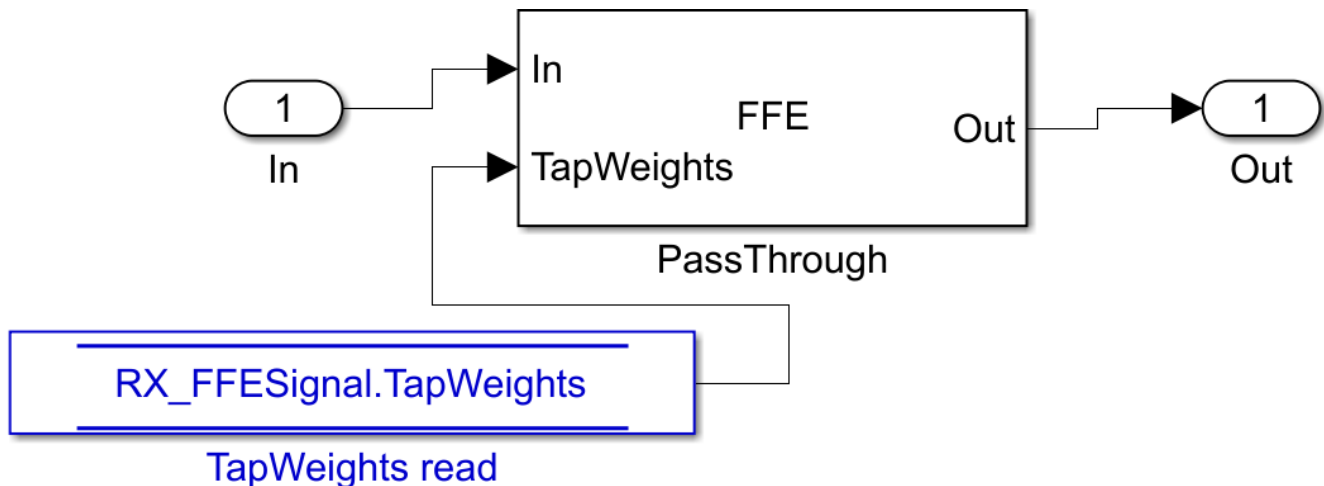 1
In
In
TapWeights
FFE
Out
PassThrough
1
Out
RX_FFESignal.TapWeights
TapWeights read